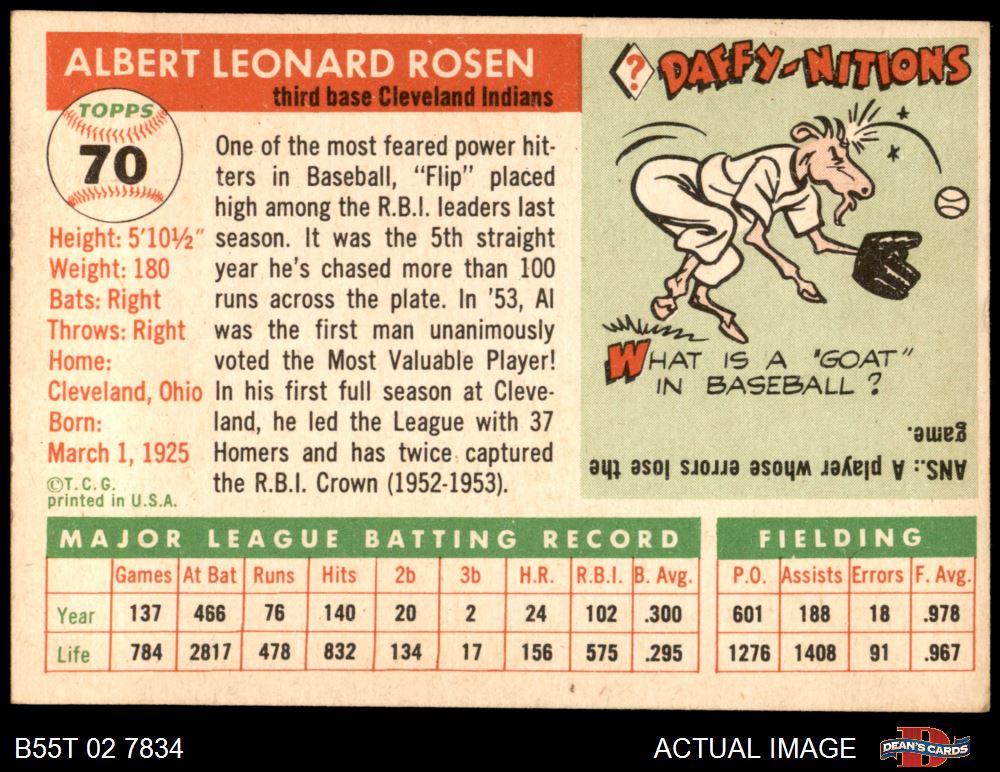 ALBERT LEONARD ROSEN
third base Cleveland Indians
TOPPS
70
Height: 5'10½"
Weight: 180
Bats: Right
Throws: Right
Home:
Cleveland, Ohio
Born:
March 1, 1925
©T.C.G.
printed in U.S.A.
One of the most feared power hit-
ters in Baseball, "Flip" placed
high among the R.B.I. leaders last
season. It was the 5th straight
year he's chased more than 100
runs across the plate. In '53, Al
was the first man unanimously
voted the Most Valuable Player!
In his first full season at Cleve-
land, he led the League with 37
Homers and has twice captured
the R.B.I. Crown (1952-1953).
? DAFFY-NITIONS
WHAT IS A "GOAT"
IN BASEBALL?
ANS.: A player whose errors lose the
game.
MAJOR LEAGUE BATTING RECORD
Games At Bat Runs Hits 2b 3b H.R. R.B.I. B. Avg.
Year 137 466 76 140 20 2 24 102 .300
Life 784 2817 478 832 134 17 156 575 .295
FIELDING
P.O. Assists Errors F. Avg.
601 188 18 .978
1276 1408 91 .967
B55T 02 7834
ACTUAL IMAGE
D
DEAN'S CARDS